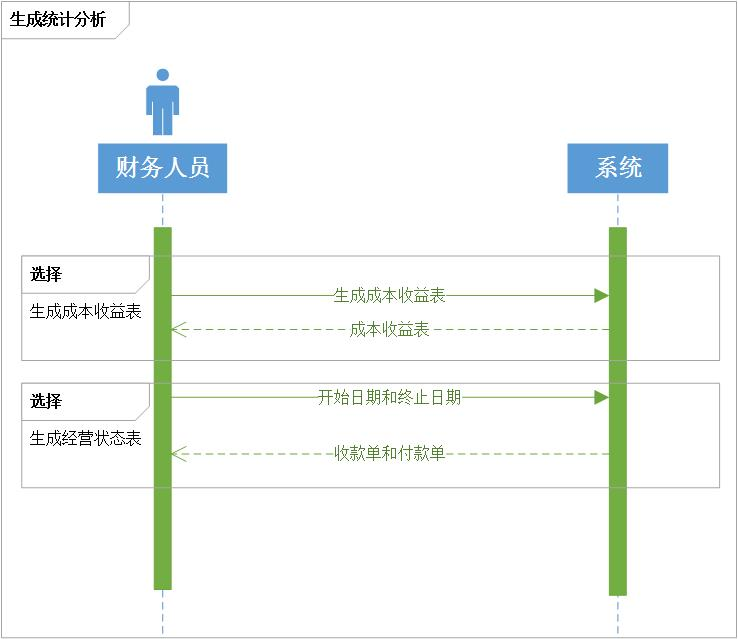 生成统计分析
财务人员
系统
选择
生成成本收益表
生成成本收益表
成本收益表
选择
开始日期和终止日期
生成经营状态表
收款单和付款单